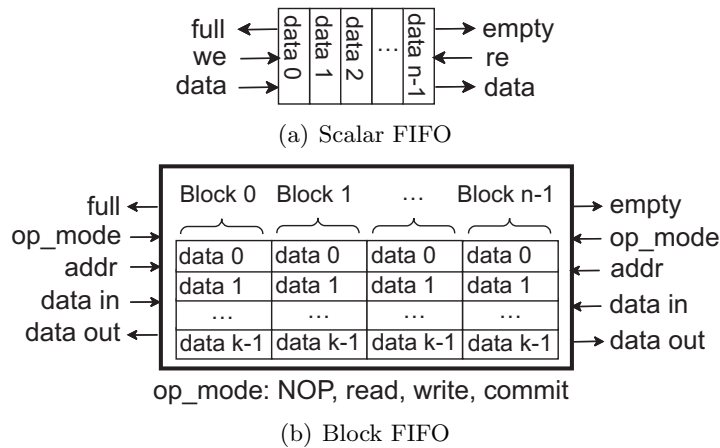 full
we
data
data 0
data 1
data 2
...
data n-1
empty
re
data
(a) Scalar FIFO
full
op_mode
addr
data in
data out
Block 0 Block 1 ... Block n-1
data 0 data 0 data 0 data 0
data 1 data 1 data 1 data 1
... ... ... ...
data k-1 data k-1 data k-1 data k-1
empty
op_mode
addr
data in
data out
op_mode: NOP, read, write, commit
(b) Block FIFO